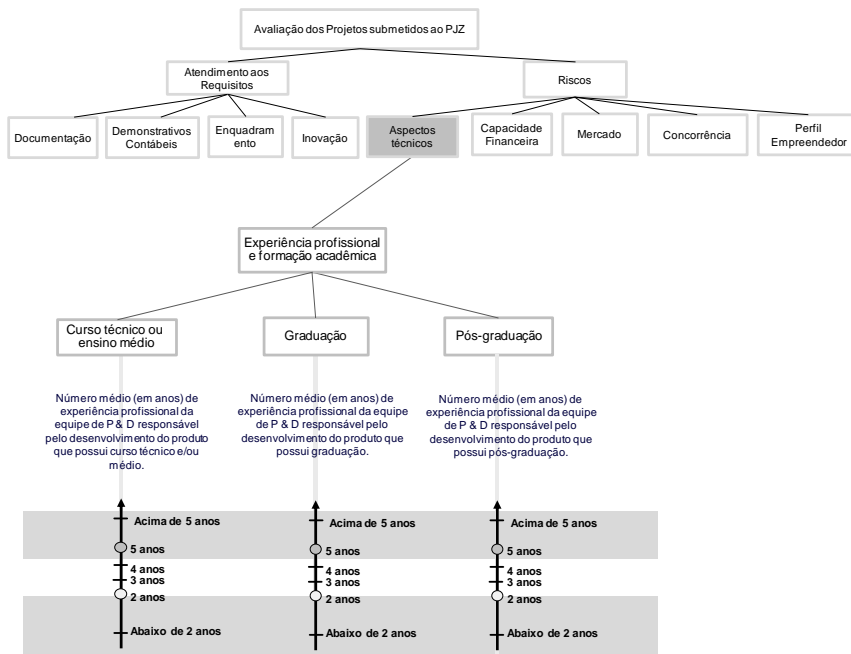 Avaliação dos Projetos submetidos ao PJZ
Atendimento aos
Requisitos
Riscos
Documentação
Demonstrativos
Contábeis
Enquadram
ento
Inovação
Aspectos
técnicos
Capacidade
Financeira
Mercado
Concorrência
Perfil
Empreendedor
Experiência profissional
e formação acadêmica
Curso técnico ou
ensino médio
Graduação
Pós-graduação
Número médio (em anos) de
experiência profissional da
equipe de P & D responsável
pelo desenvolvimento do produto
que possui curso técnico e/ou
médio.
Número médio (em anos) de
experiência profissional da equipe
de P & D responsável pelo
desenvolvimento do produto que
possui graduação.
Número médio (em anos) de
experiência profissional da equipe
de P & D responsável pelo
desenvolvimento do produto que
possui pós-graduação.
Acima de 5 anos
5 anos
4 anos
3 anos
2 anos
Abaixo de 2 anos
Acima de 5 anos
5 anos
4 anos
3 anos
2 anos
Abaixo de 2 anos
Acima de 5 anos
5 anos
4 anos
3 anos
2 anos
Abaixo de 2 anos